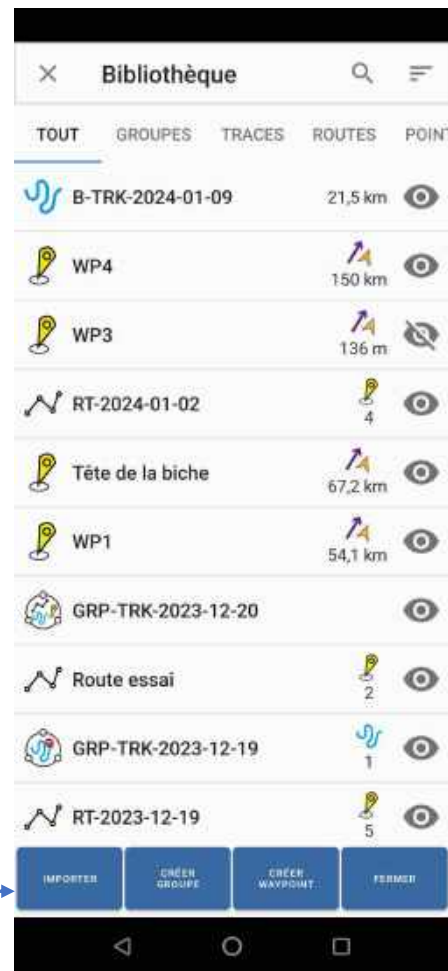 Bibliothèque
TOUT GROUPES TRACES ROUTES POINT
B-TRK-2024-01-09 21,5 km
WP4
150 km
WP3
136 m
RT-2024-01-02
4
Tête de la biche
67,2 km
WP1
54,1 km
GRP-TRK-2023-12-20
Route essai
2
GRP-TRK-2023-12-19
1
RT-2023-12-19
5
IMPORTER CRÉER GROUPE CRÉER WAYPOINT FERMER